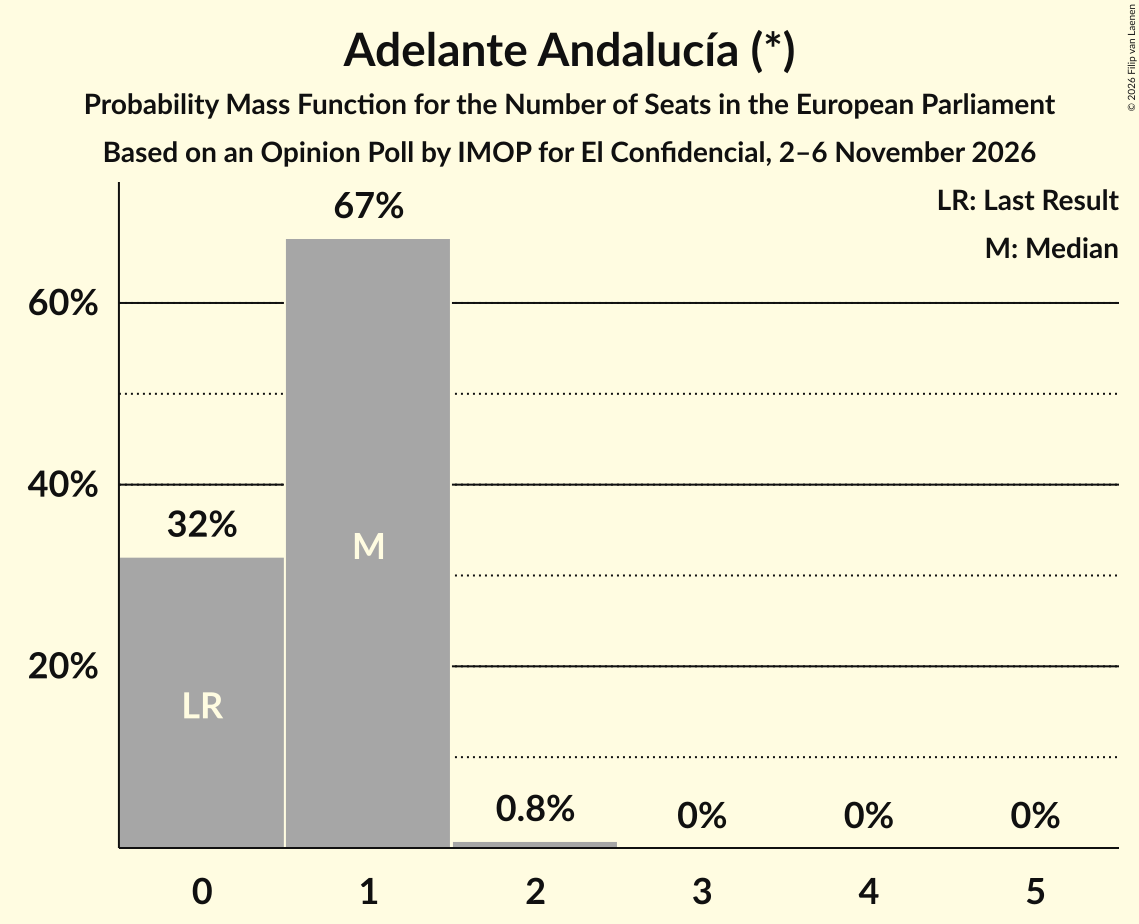 Adelante Andalucía (*)
Probability Mass Function for the Number of Seats in the European Parliament
Based on an Opinion Poll by IMOP for El Confidencial, 2–6 November 2026
© 2026 Filip van Laenen
LR: Last Result
M: Median
67%
60%
40%
32%
M
20%
LR
0.8%
0%
0%
0%
0
1
2
3
4
5